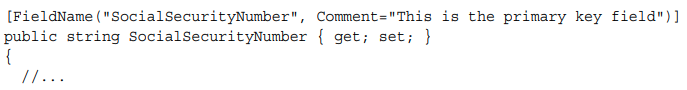 [FieldName("SocialSecurityNumber", Comment="This is the primary key field")]
public string SocialSecurityNumber { get; set; }
{
  //...